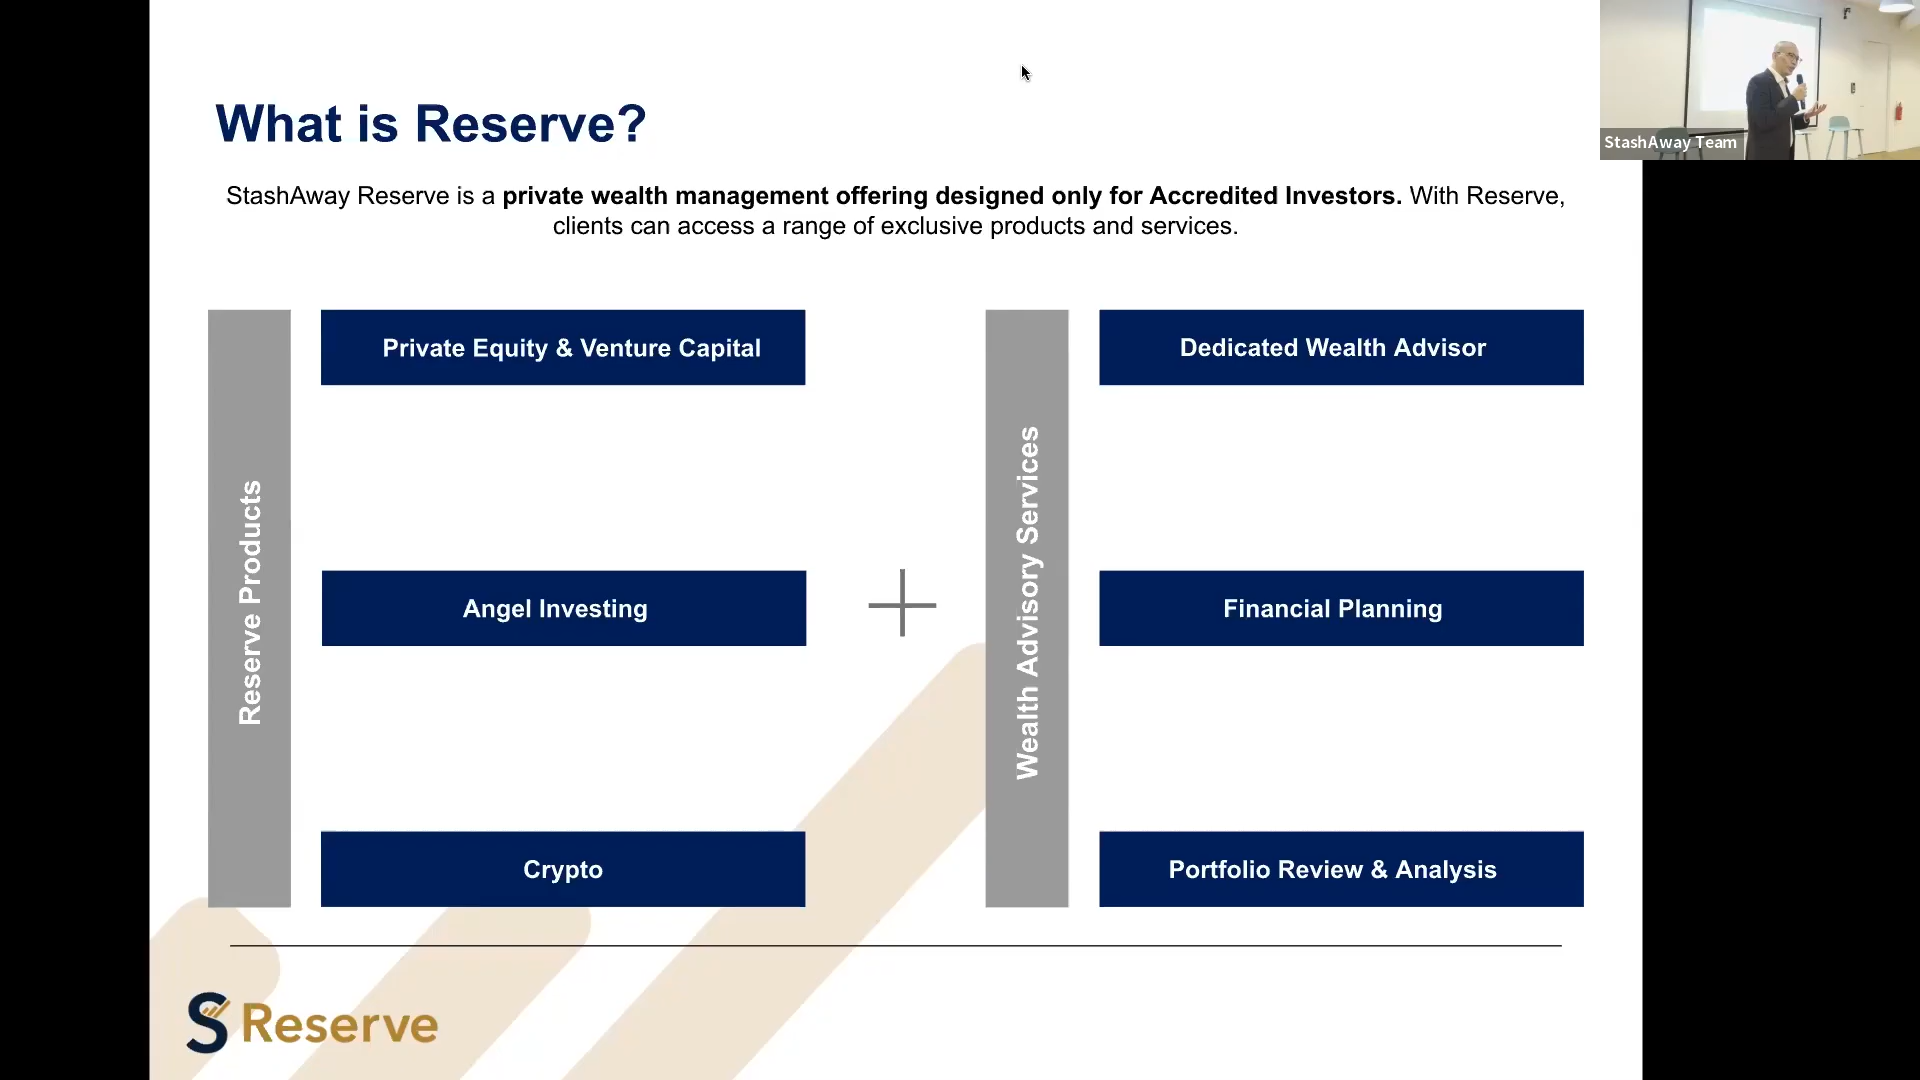 What is Reserve?
StashAway Team
StashAway Reserve is a private wealth management offering designed only for Accredited Investors. With Reserve,
clients can access a range of exclusive products and services.
Reserve Products
Private Equity & Venture Capital
Angel Investing
Crypto
Wealth Advisory Services
Dedicated Wealth Advisor
Financial Planning
Portfolio Review & Analysis
S Reserve